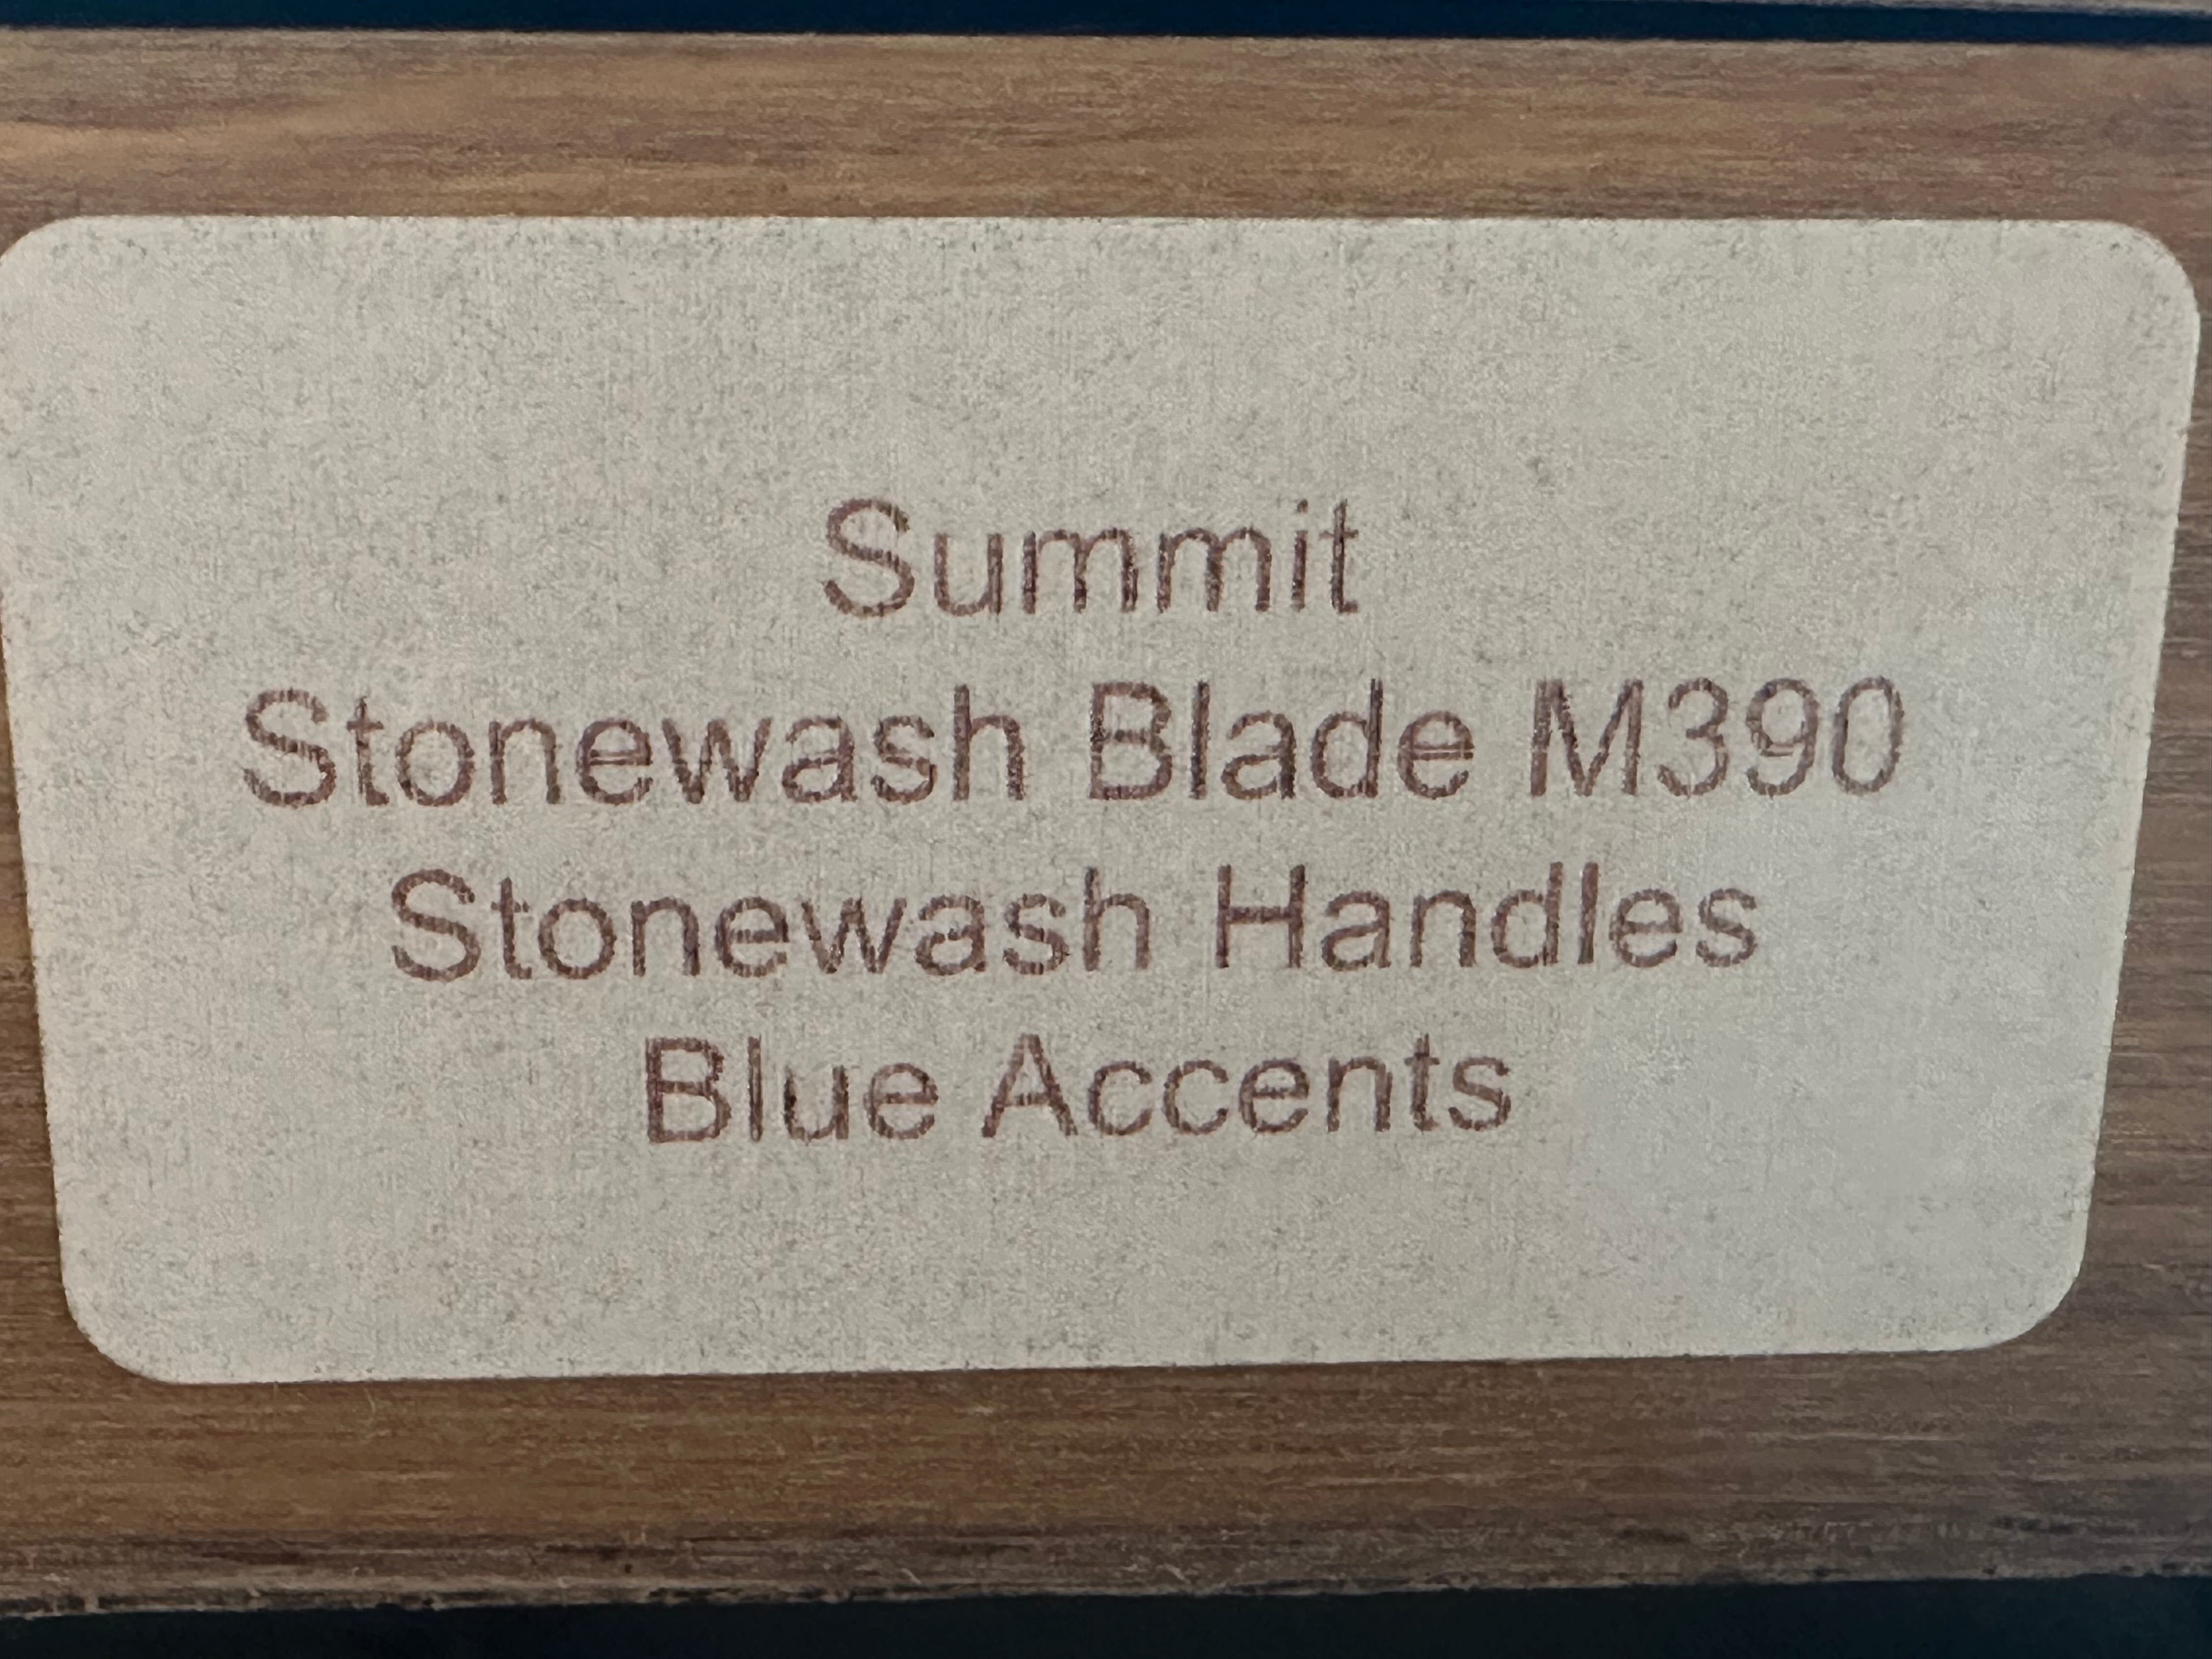 Summit
Stonewash Blade M390
Stonewash Handles
Blue Accents